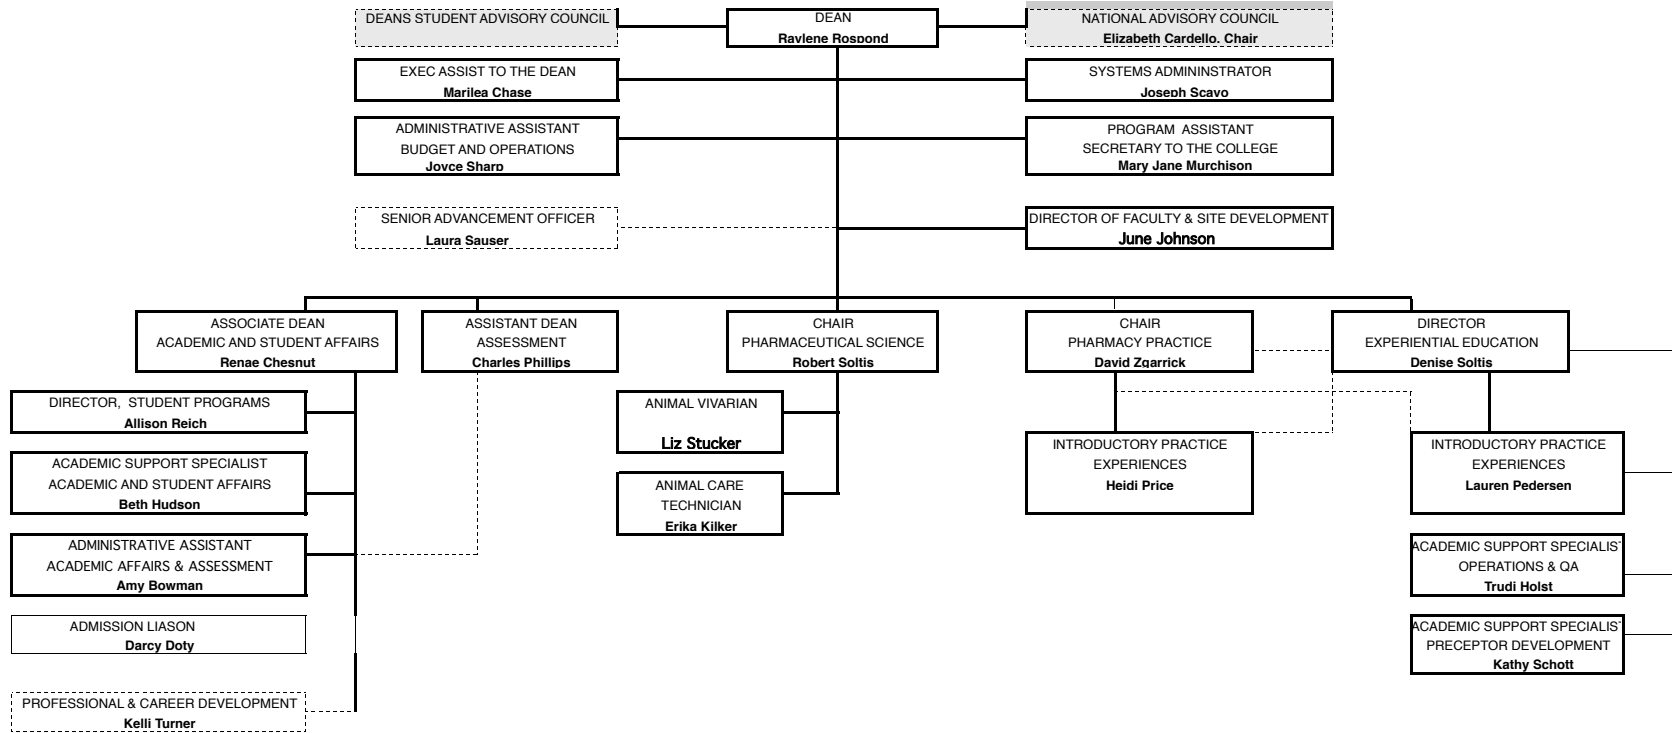 DEANS STUDENT ADVISORY COUNCIL
DEAN
Raylene Rospond
NATIONAL ADVISORY COUNCIL
Elizabeth Cardello, Chair
EXEC ASSIST TO THE DEAN
Marilea Chase
SYSTEMS ADMININSTRATOR
Joseph Scavo
ADMINISTRATIVE ASSISTANT
BUDGET AND OPERATIONS
Joyce Sharp
PROGRAM ASSISTANT
SECRETARY TO THE COLLEGE
Mary Jane Murchison
SENIOR ADVANCEMENT OFFICER
Laura Sauser
DIRECTOR OF FACULTY & SITE DEVELOPMENT
June Johnson
ASSOCIATE DEAN
ACADEMIC AND STUDENT AFFAIRS
Renae Chesnut
ASSISTANT DEAN
ASSESSMENT
Charles Phillips
CHAIR
PHARMACEUTICAL SCIENCE
Robert Soltis
CHAIR
PHARMACY PRACTICE
David Zgarrick
DIRECTOR
EXPERIENTIAL EDUCATION
Denise Soltis
DIRECTOR, STUDENT PROGRAMS
Allison Reich
ANIMAL VIVARIAN
Liz Stucker
ACADEMIC SUPPORT SPECIALIST
ACADEMIC AND STUDENT AFFAIRS
Beth Hudson
ANIMAL CARE
TECHNICIAN
Erika Kilker
INTRODUCTORY PRACTICE
EXPERIENCES
Heidi Price
INTRODUCTORY PRACTICE
EXPERIENCES
Lauren Pedersen
ADMINISTRATIVE ASSISTANT
ACADEMIC AFFAIRS & ASSESSMENT
Amy Bowman
ACADEMIC SUPPORT SPECIALIST
OPERATIONS & QA
Trudi Holst
ADMISSION LIASON
Darcy Doty
ACADEMIC SUPPORT SPECIALIST
PRECEPTOR DEVELOPMENT
Kathy Schott
PROFESSIONAL & CAREER DEVELOPMENT
Kelli Turner